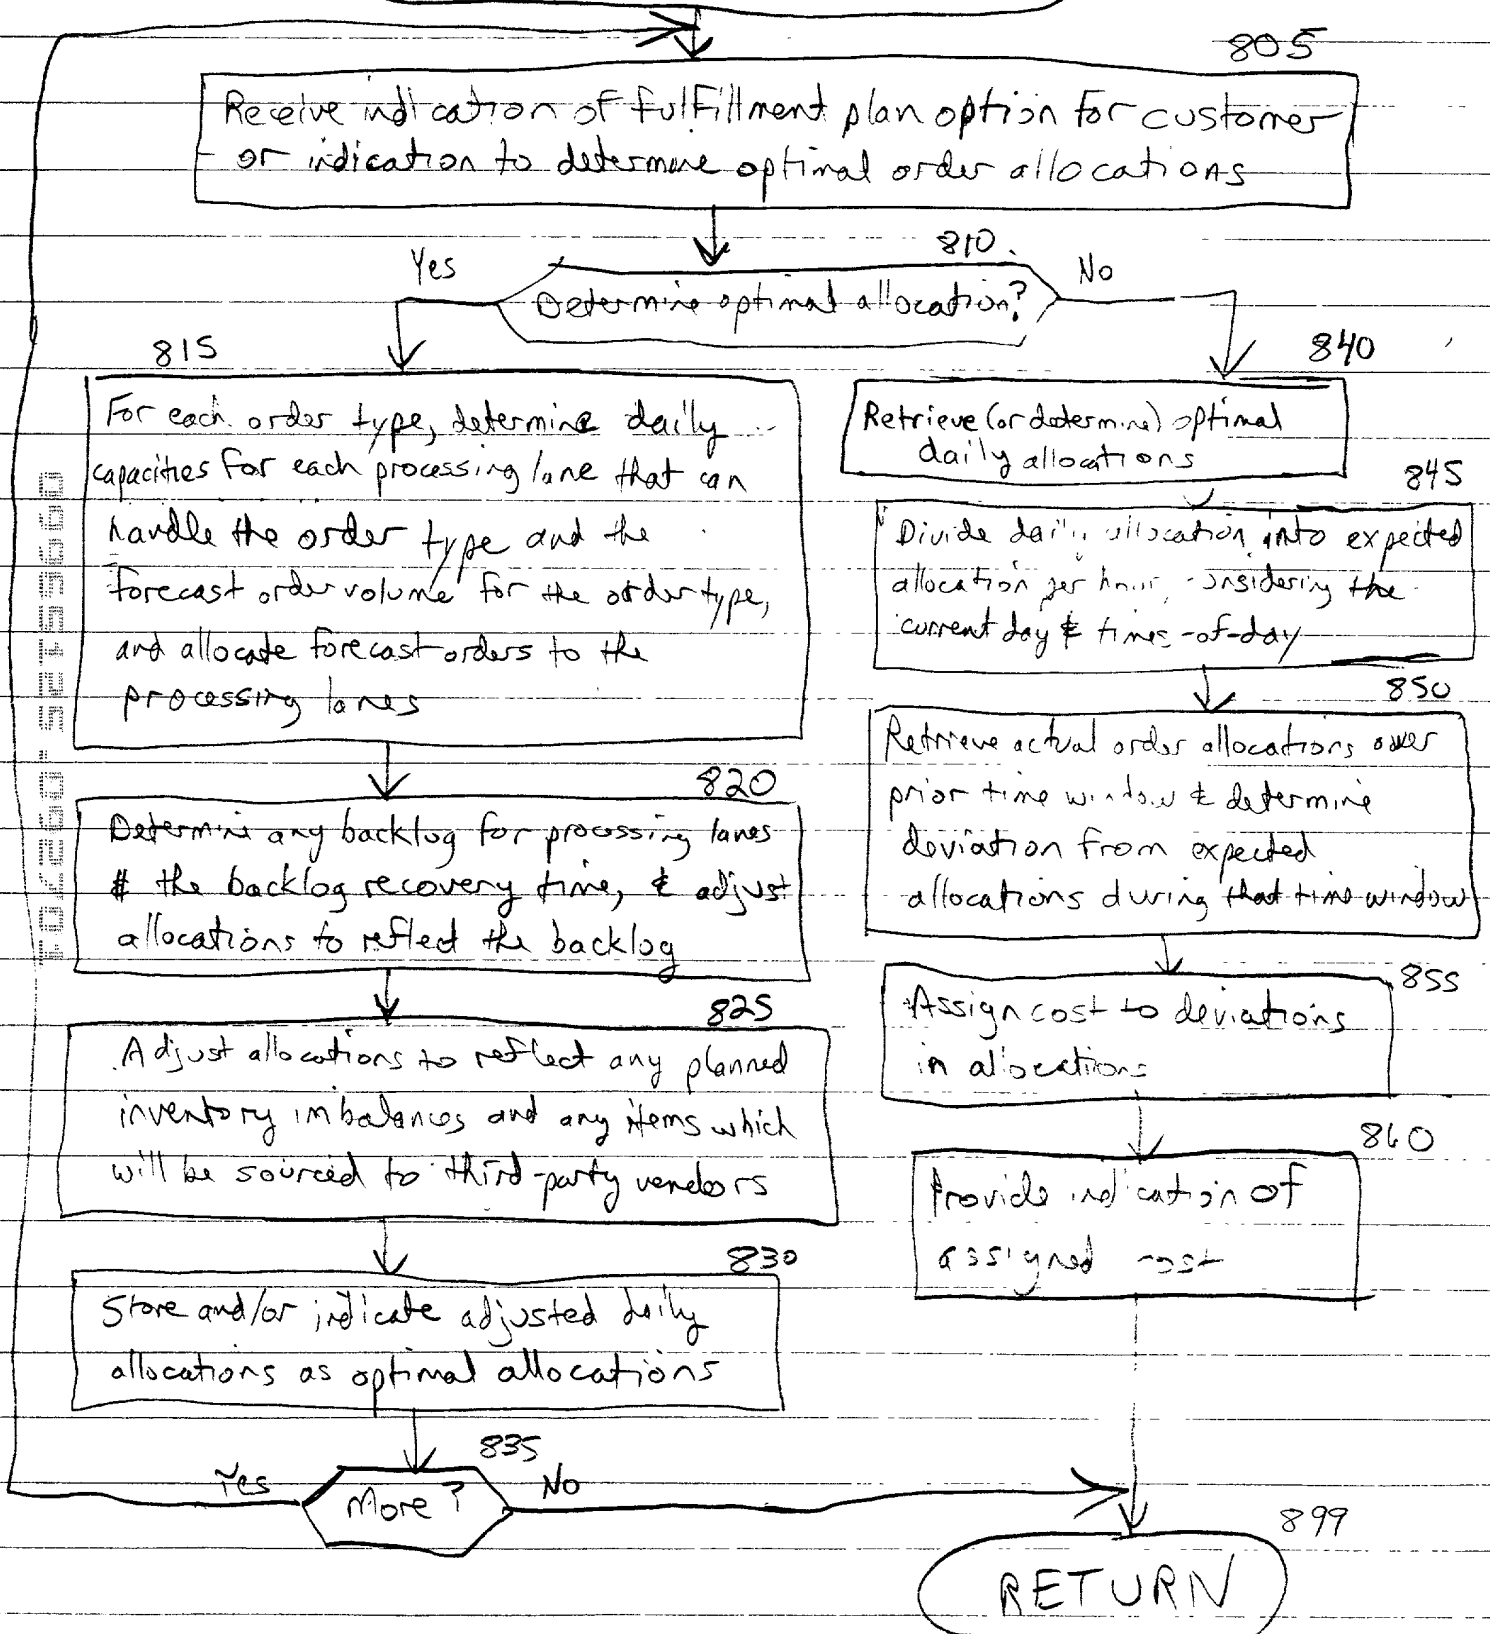 805
Receive indication of fulfillment plan option for customer
or indication to determine optimal order allocations
810
Yes
No
Determine optimal allocation?
815
For each order type, determine daily
capacities for each processing lane that can
handle the order type and the
forecast order volume for the order type,
and allocate forecast orders to the
processing lanes
820
Determine any backlog for processing lanes
& the backlog recovery time, & adjust
allocations to reflect the backlog
825
Adjust allocations to reflect any planned
inventory imbalances and any items which
will be sourced to third-party vendors
830
Store and/or indicate adjusted daily
allocations as optimal allocations
835
Yes
More?
No
840
Retrieve (or determine) optimal
daily allocations
845
Divide daily allocation into expected
allocation per hour, considering the
current day & times-of-day
850
Retrieve actual order allocations over
prior time window & determine
deviation from expected
allocations during that time window
855
Assign cost to deviations
in allocations
860
Provide indication of
assigned cost
899
RETURN